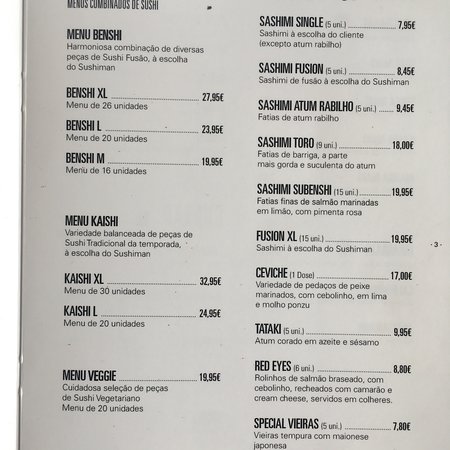 MENUS COMBINADOS DE SUSHI
MENU BENSHI
Harmoniosa combinação de diversas
peças de Sushi Fusão, à escolha
do Sushiman
BENSHI XL 27,95€
Menu de 26 unidades
BENSHI L 23,95€
Menu de 20 unidades
BENSHI M 19,95€
Menu de 16 unidades
MENU KAISHI
Variedade balanceada de peças de
Sushi Tradicional da temporada,
à escolha do Sushiman
KAISHI XL 32,95€
Menu de 30 unidades
KAISHI L 24,95€
Menu de 20 unidades
MENU VEGGIE 19,95€
Cuidadosa seleção de peças
de Sushi Vegetariano
Menu de 20 unidades
SASHIMI SINGLE (5 uni.) 7,95€
Sashimi à escolha do cliente
(excepto atum rabilho)
SASHIMI FUSION (5 uni.) 8,45€
Sashimi de fusão à escolha do Sushiman
SASHIMI ATUM RABILHO (5 uni.) 9,45€
Fatias de atum rabilho
SASHIMI TORO (9 uni.) 18,00€
Fatias de barriga, a parte
mais gorda e suculenta do atum
SASHIMI SUBENSHI (15 uni.) 19,95€
Fatias finas de salmão marinadas
em limão, com pimenta rosa
FUSION XL (15 uni.) 19,95€
Sashimi à escolha do Sushiman
- 3 -
CEVICHE (1 Dose) 17,00€
Variedade de pedaços de peixe
marinados, com cebolinho, em lima
e molho ponzu
TATAKI (5 uni.) 9,95€
Atum corado em azeite e sésamo
RED EYES (6 uni.) 8,80€
Rolinhos de salmão braseado, com
cebolinho, recheados com camarão e
cream cheese, servidos em colheres.
SPECIAL VIEIRAS (5 uni.) 7,80€
Vieiras tempura com maionese
japonesa